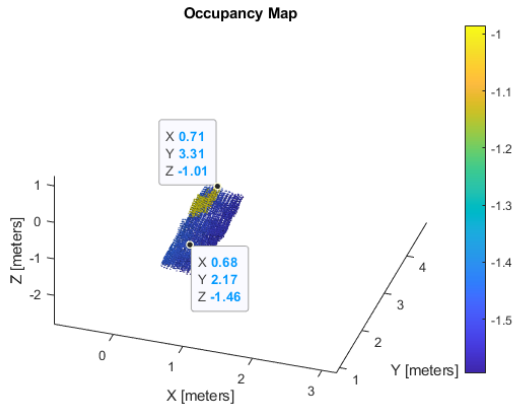 Occupancy Map
X 0.71
Y 3.31
Z -1.01
X 0.68
Y 2.17
Z -1.46
Z [meters]
1
0
-1
-2
X [meters]
0
1
2
3
Y [meters]
1
2
3
4
-1
-1.1
-1.2
-1.3
-1.4
-1.5